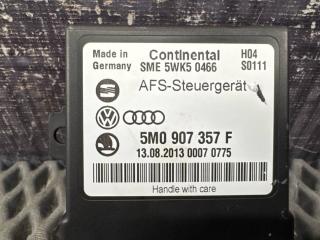 Made in Germany
Continental
SME 5WK5 0466
H04
S0111
AFS-Steuergerät
5M0 907 357 F
13.08.2013 0007 0775
Handle with care